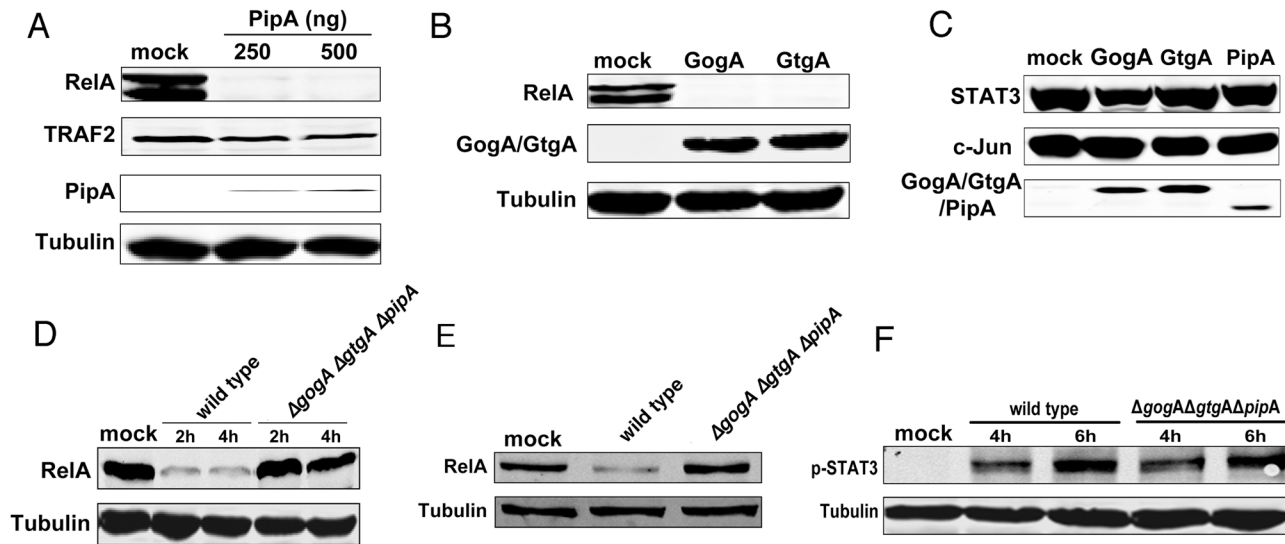 A
PipA (ng)
mock 250 500
RelA
TRAF2
PipA
Tubulin
B
mock GogA GtgA
RelA
GogA/GtgA
Tubulin
C
mock GogA GtgA PipA
STAT3
c-Jun
GogA/GtgA
/PipA
D
wild type
ΔgogA ΔgtgA ΔpipA
mock 2h 4h 2h 4h
RelA
Tubulin
E
mock
wild type
ΔgogA ΔgtgA ΔpipA
RelA
Tubulin
F
wild type ΔgogAΔgtgAΔpipA
mock 4h 6h 4h 6h
p-STAT3
Tubulin